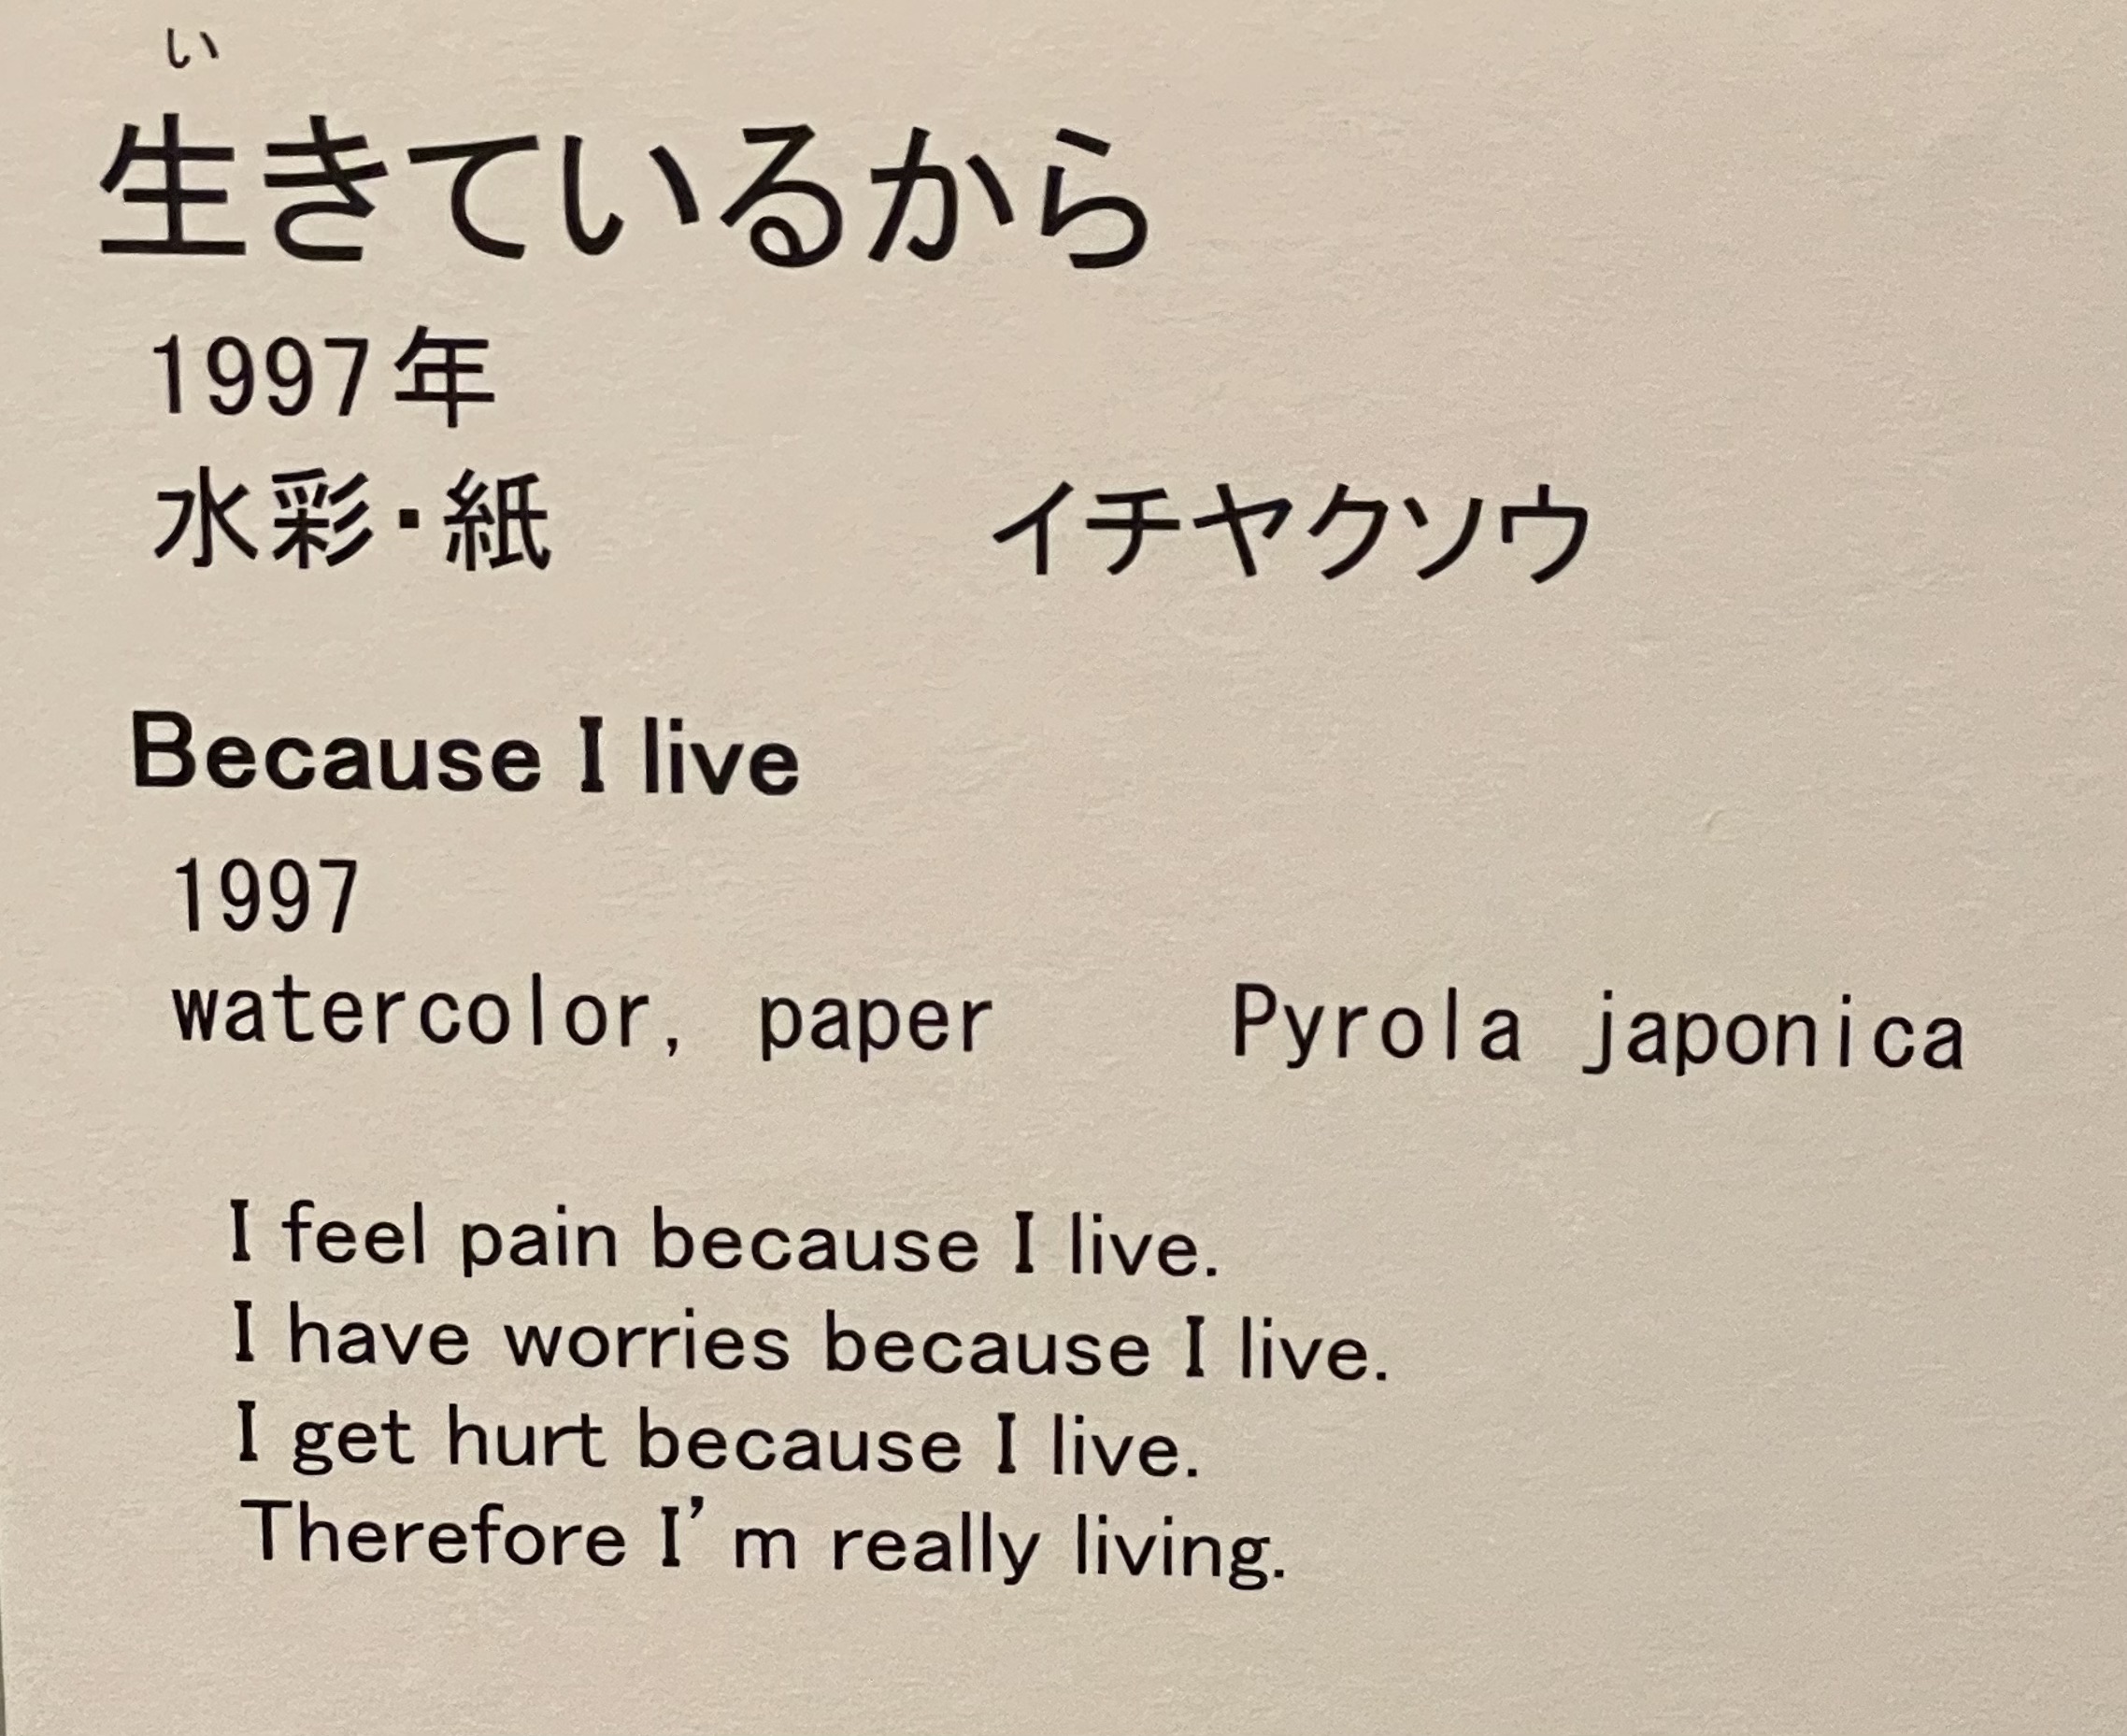 い
生きているから
1997年
水彩・紙 イチヤクソウ
Because I live
1997
watercolor, paper Pyrola japonica
I feel pain because I live.
I have worries because I live.
I get hurt because I live.
Therefore I’m really living.